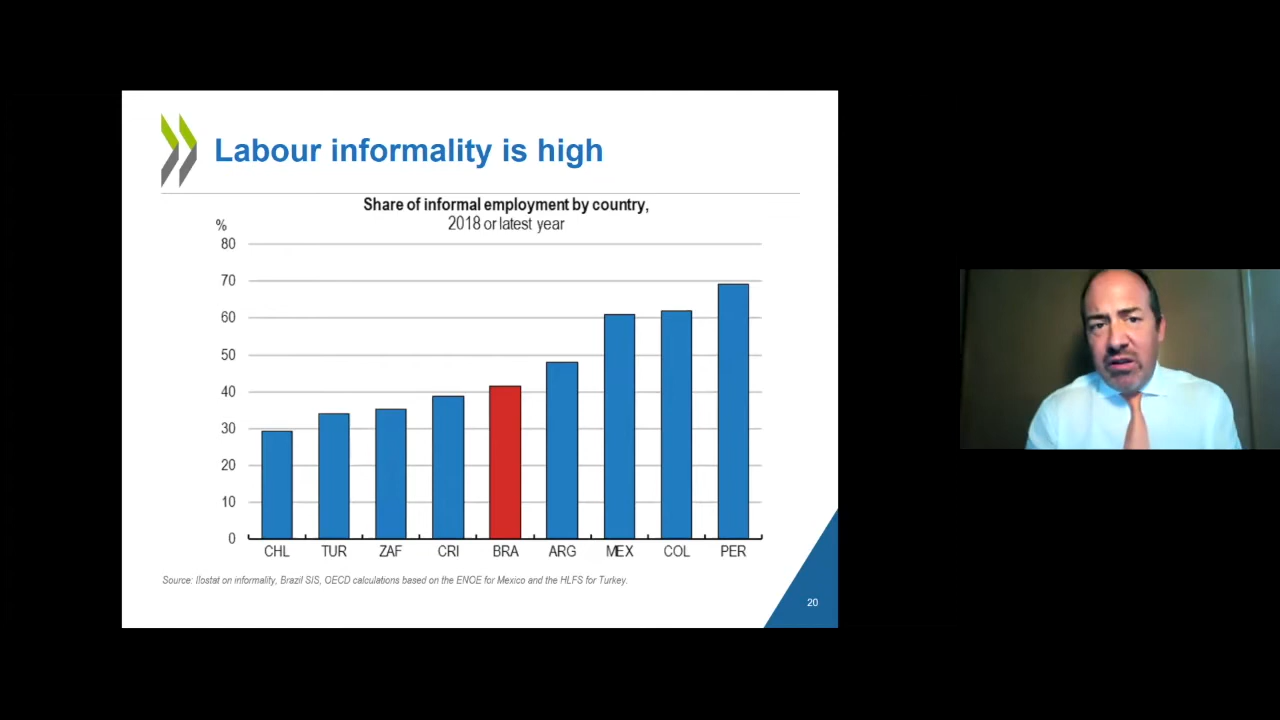 Labour informality is high
Share of informal employment by country,
2018 or latest year
%
80
70
60
50
40
30
20
10
0
CHL TUR ZAF CRI BRA ARG MEX COL PER
Source: Ilostat on informality, Brazil SIS, OECD calculations based on the ENOE for Mexico and the HLFS for Turkey.
20